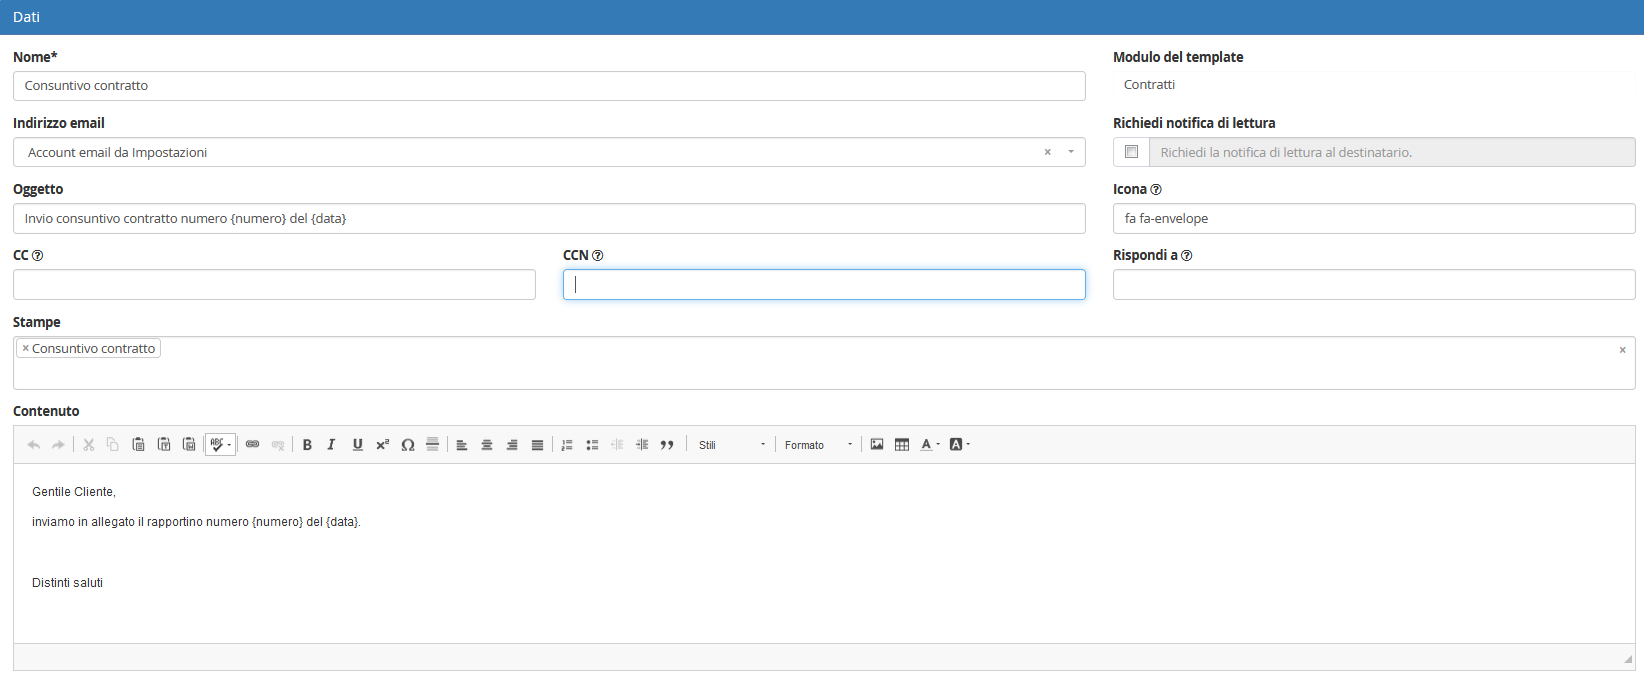 Dati
Nome* Modulo del template
Consuntivo contratto Contratti
Indirizzo email Richiedi notifica di lettura
Account email da Impostazioni × Richiedi la notifica di lettura al destinatario.
Oggetto Icona ?
Invio consuntivo contratto numero {numero} del {data} fa fa-envelope
CC ? CCN ? Rispondi a ?
Stampe
× Consuntivo contratto ×
Contenuto
ABC B I U x² Ω Stili Formato A A
Gentile Cliente,
inviamo in allegato il rapportino numero {numero} del {data}.
Distinti saluti